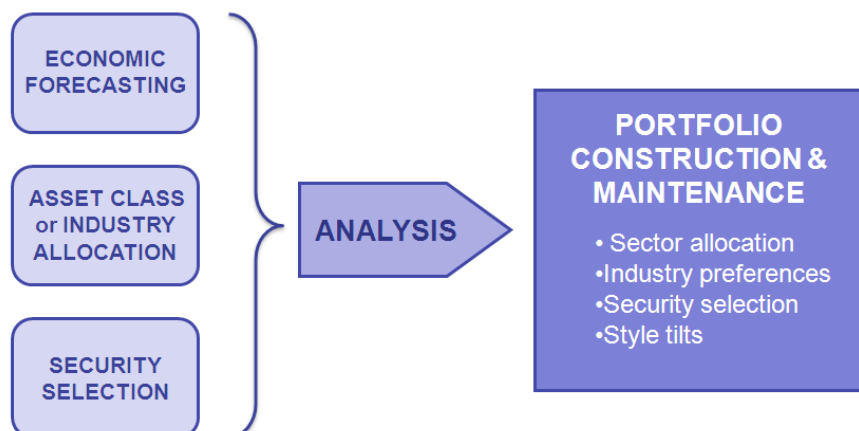 ECONOMIC
FORECASTING
ASSET CLASS
or INDUSTRY
ALLOCATION
SECURITY
SELECTION
ANALYSIS
PORTFOLIO
CONSTRUCTION &
MAINTENANCE
• Sector allocation
•Industry preferences
•Security selection
•Style tilts